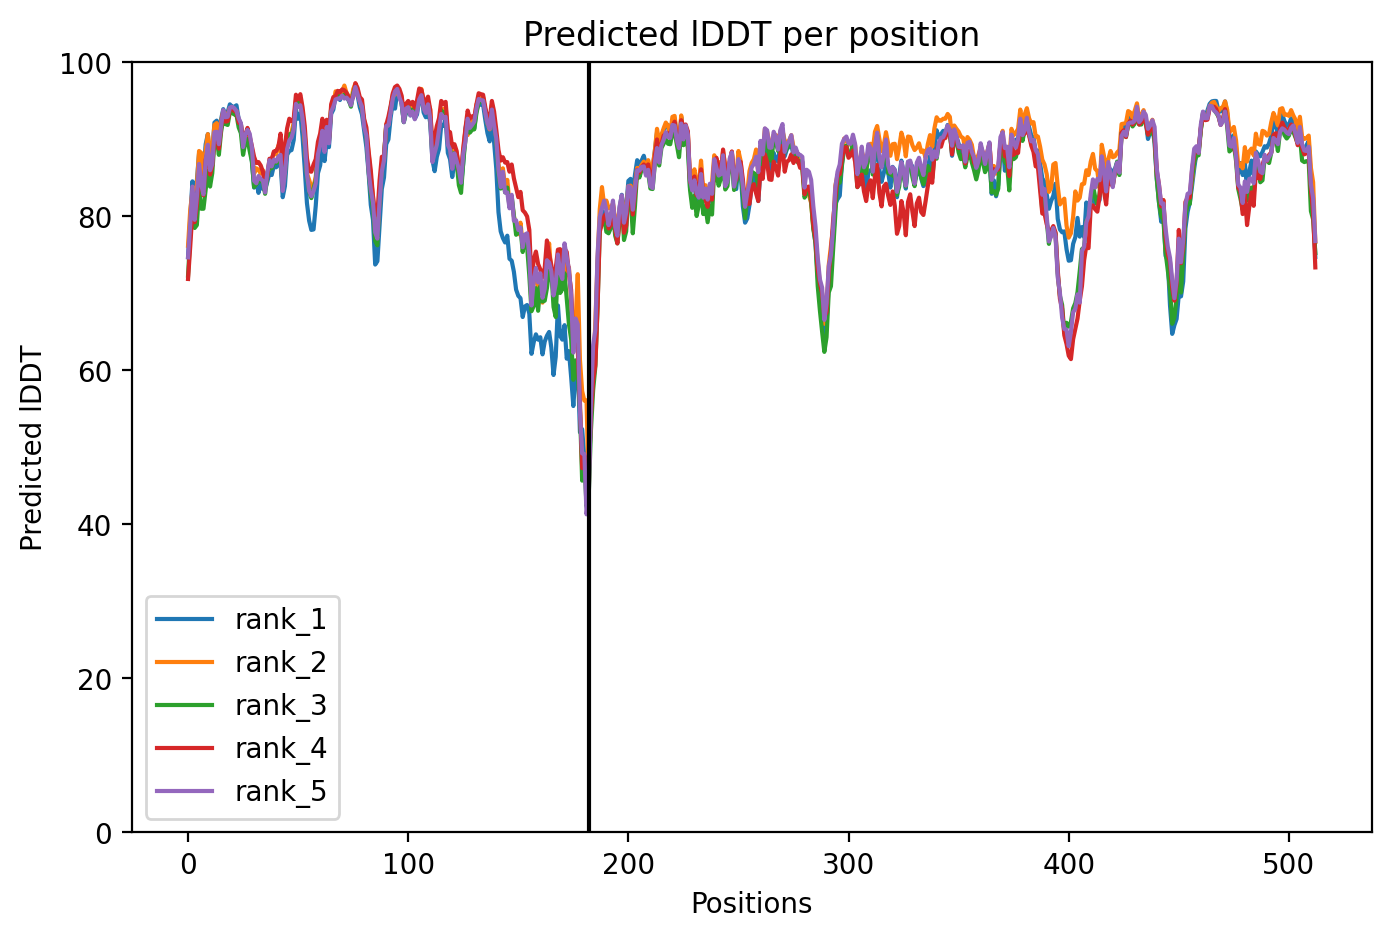 Predicted lDDT per position
100
80
60
40
20
0
Predicted lDDT
rank_1
rank_2
rank_3
rank_4
rank_5
0 100 200 300 400 500
Positions